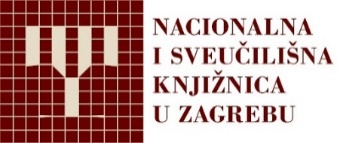 NACIONALNA
I SVEUČILIŠNA
KNJIŽNICA
U ZAGREBU